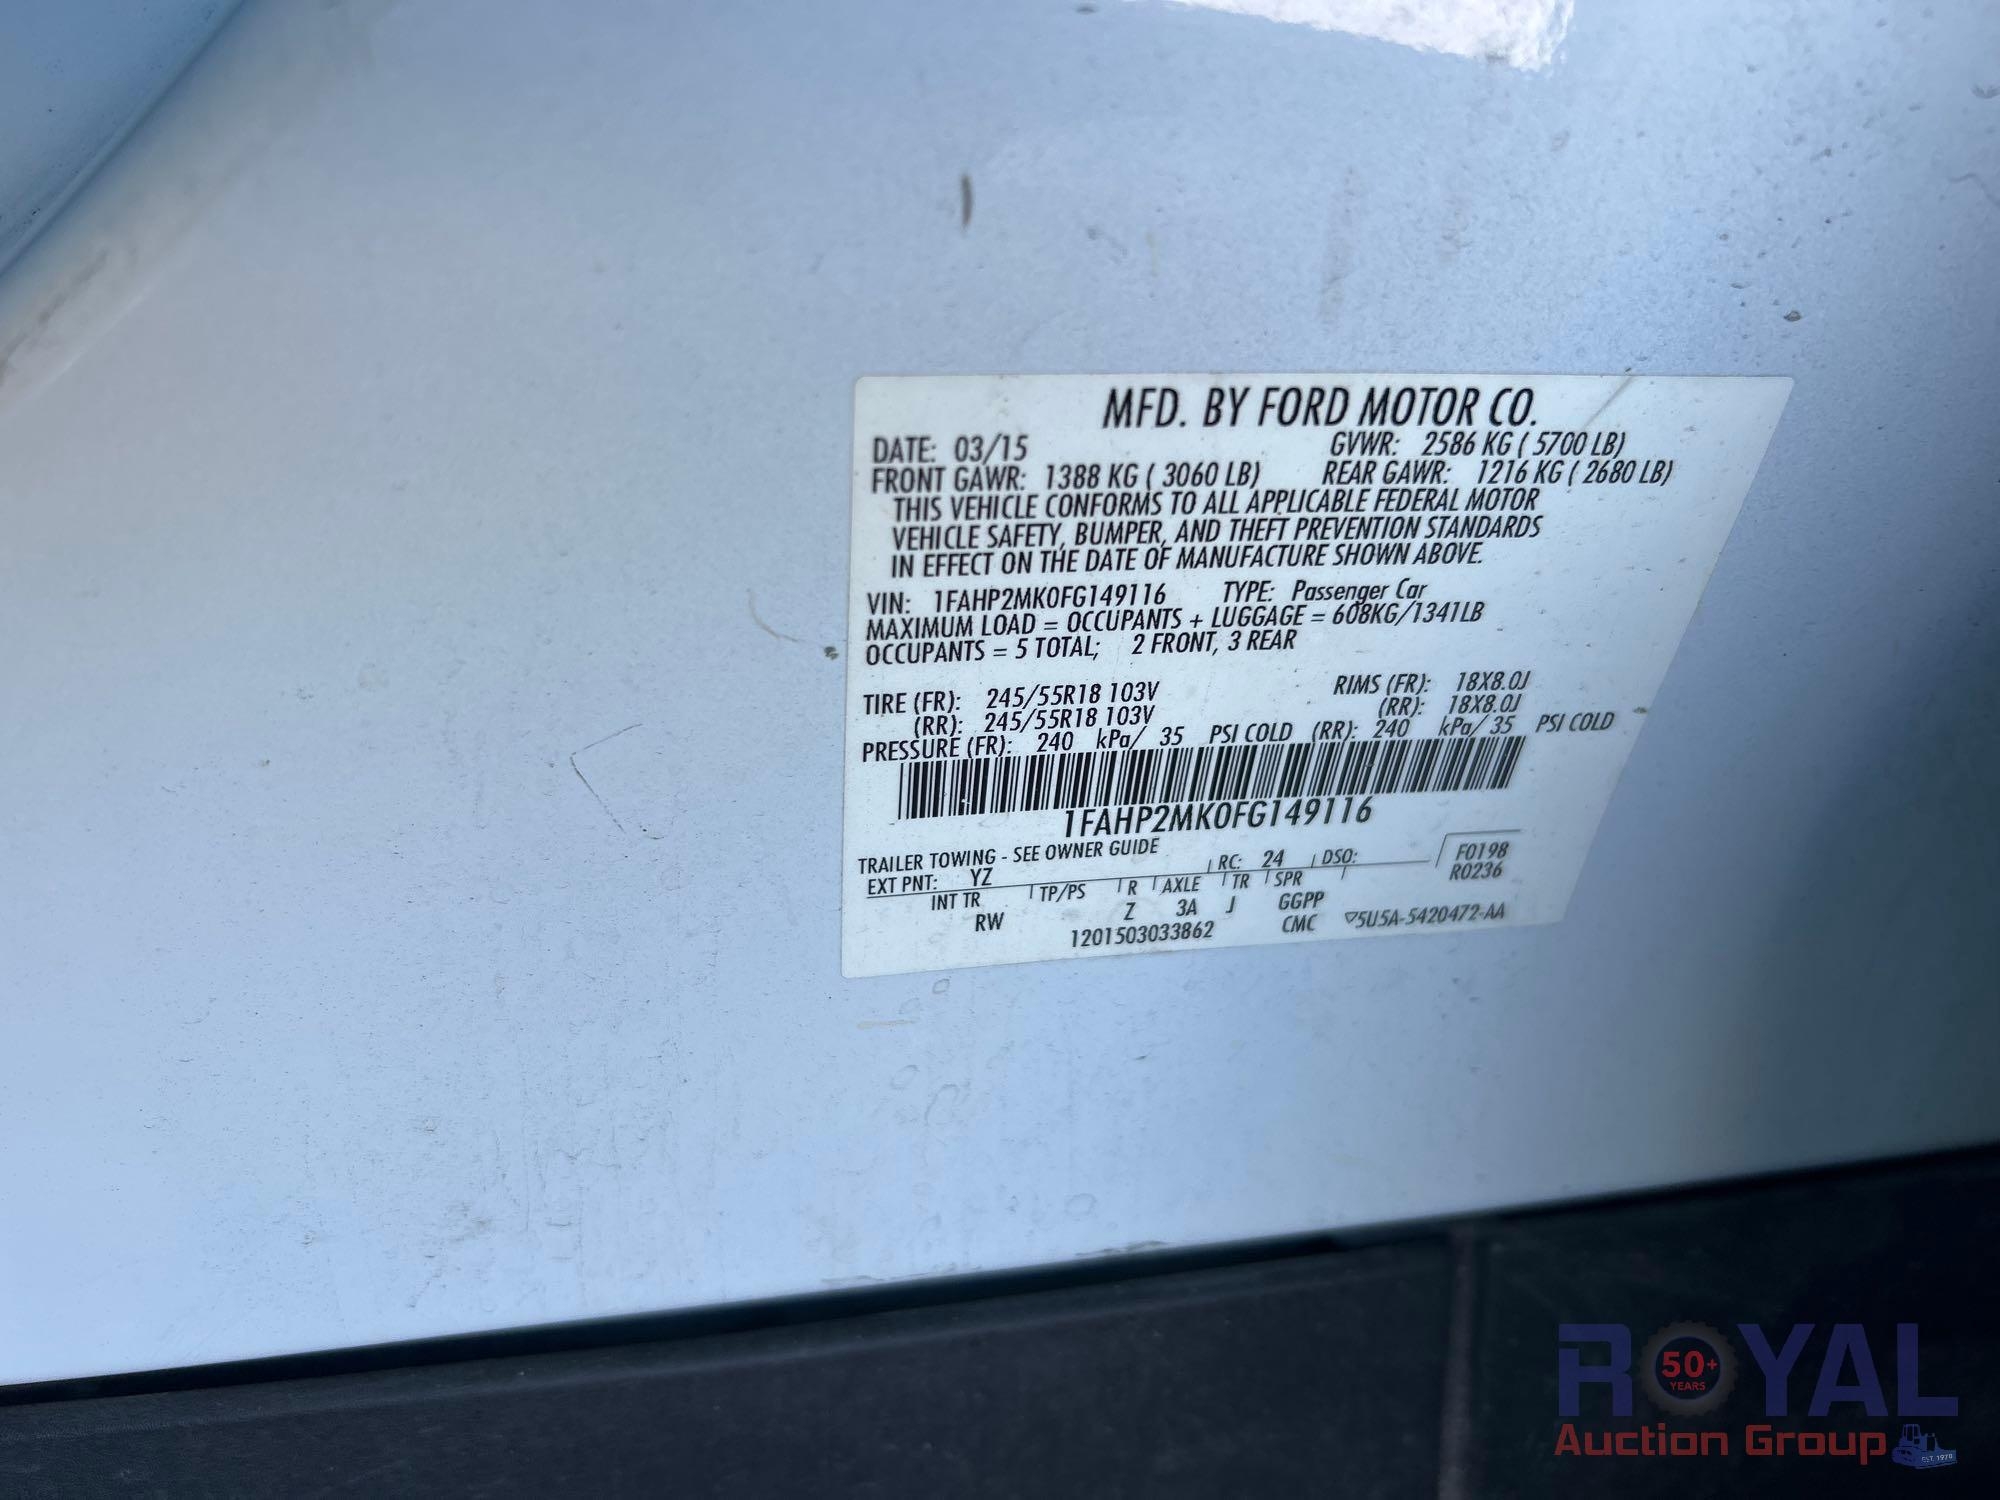 MFD. BY FORD MOTOR CO.
DATE: 03/15 GVWR: 2586 KG ( 5700 LB)
FRONT GAWR: 1388 KG ( 3060 LB) REAR GAWR: 1216 KG ( 2680 LB)
THIS VEHICLE CONFORMS TO ALL APPLICABLE FEDERAL MOTOR
VEHICLE SAFETY, BUMPER, AND THEFT PREVENTION STANDARDS
IN EFFECT ON THE DATE OF MANUFACTURE SHOWN ABOVE.
VIN: 1FAHP2MK0FG149116 TYPE: Passenger Car
MAXIMUM LOAD = OCCUPANTS + LUGGAGE = 608KG/1341LB
OCCUPANTS = 5 TOTAL; 2 FRONT, 3 REAR
TIRE (FR): 245/55R18 103V RIMS (FR): 18X8.0J
(RR): 245/55R18 103V (RR): 18X8.0J
PRESSURE (FR): 240 kPa/ 35 PSI COLD (RR): 240 kPa/ 35 PSI COLD
1FAHP2MK0FG149116
TRAILER TOWING - SEE OWNER GUIDE
EXT PNT: YZ RC: 24 DSO: F0198
INT TR TP/PS R AXLE TR SPR R0236
RW Z 3A J GGPP
1201503033862 CMC ▽5U5A-5420472-AA
ROYAL
50+
YEARS
Auction Group
EST. 1970